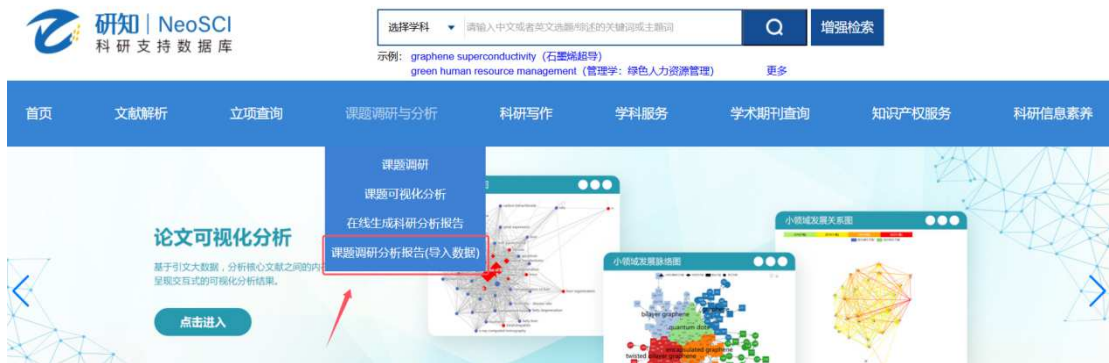 研知 | NeoSCI
科研支持数据库
选择学科 请输入中文或者英文选题/综述的关键词或主题词 增强检索
示例: graphene superconductivity (石墨烯超导)
green human resource management (管理学：绿色人力资源管理) 更多
首页 文献解析 立项查询 课题调研与分析 科研写作 学科服务 学术期刊查询 知识产权服务 科研信息素养
课题调研
课题可视化分析
在线生成科研分析报告
课题调研分析报告(导入数据)
论文可视化分析
基于引文大数据，分析核心文献之间的内
呈现交互式的可视化分析结果。
点击进入
小领域发展脉络图
bilayer graphene
quantum dots
encapsulated graphene
twisted bilayer graphene
小领域发展关系图